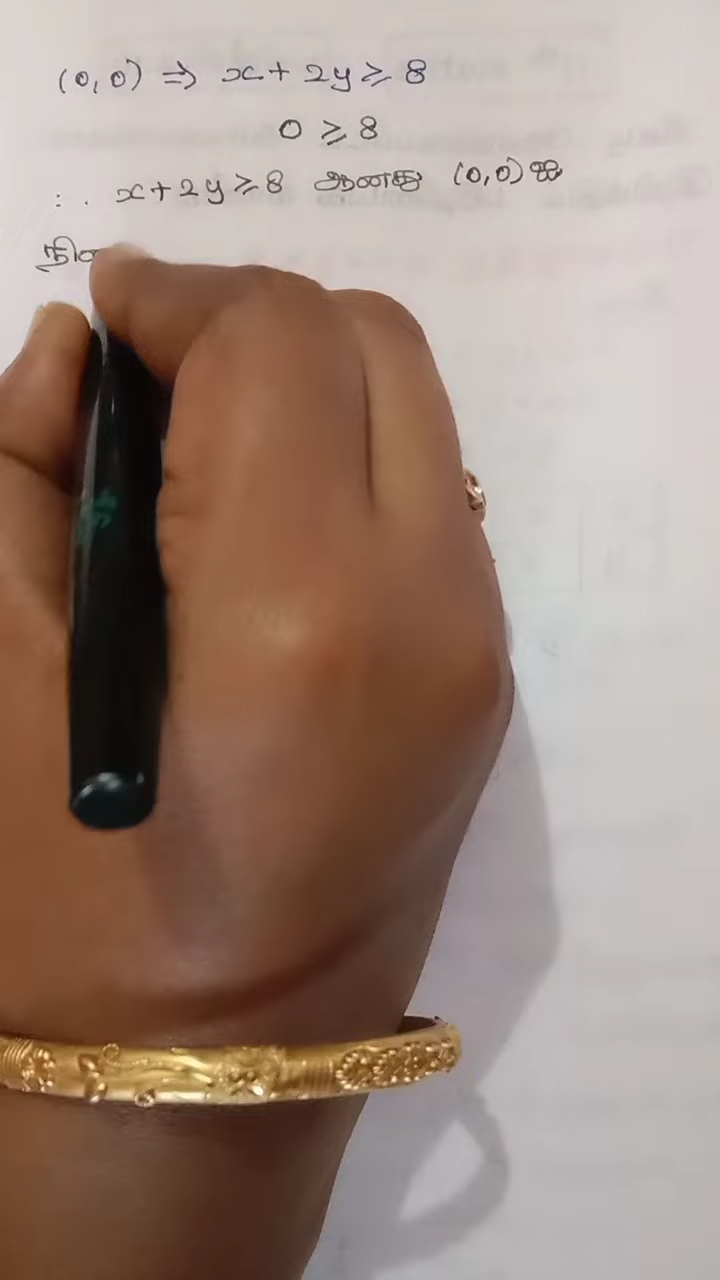 (0,0) ⇒ x + 2y ≥ 8
0 ≥ 8
∴ x + 2y ≥ 8 ஆனது (0,0) ஐ